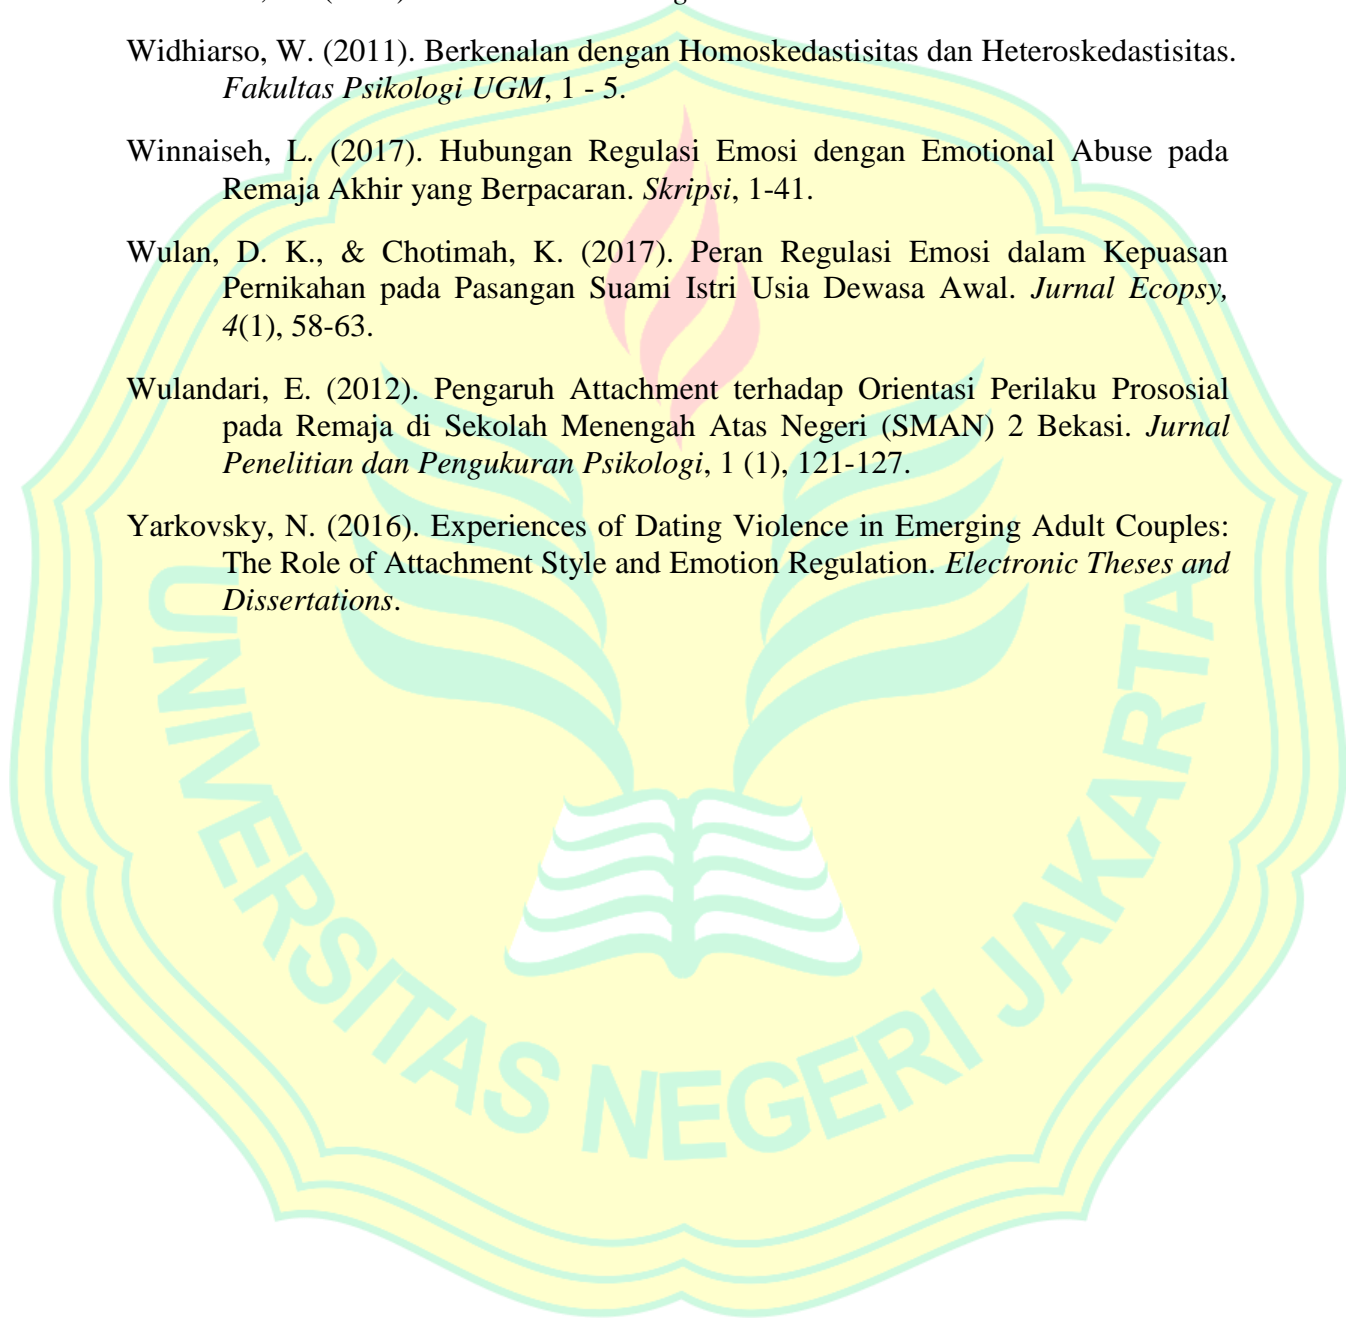 Widhiarso, W. (2011). Berkenalan dengan Homoskedastisitas dan Heteroskedastisitas.
Fakultas Psikologi UGM, 1 - 5.
Winnaiseh, L. (2017). Hubungan Regulasi Emosi dengan Emotional Abuse pada
Remaja Akhir yang Berpacaran. Skripsi, 1-41.
Wulan, D. K., & Chotimah, K. (2017). Peran Regulasi Emosi dalam Kepuasan
Pernikahan pada Pasangan Suami Istri Usia Dewasa Awal. Jurnal Ecopsy,
4(1), 58-63.
Wulandari, E. (2012). Pengaruh Attachment terhadap Orientasi Perilaku Prososial
pada Remaja di Sekolah Menengah Atas Negeri (SMAN) 2 Bekasi. Jurnal
Penelitian dan Pengukuran Psikologi, 1 (1), 121-127.
Yarkovsky, N. (2016). Experiences of Dating Violence in Emerging Adult Couples:
The Role of Attachment Style and Emotion Regulation. Electronic Theses and
Dissertations.
UNIVERSITAS NEGERI JAKARTA